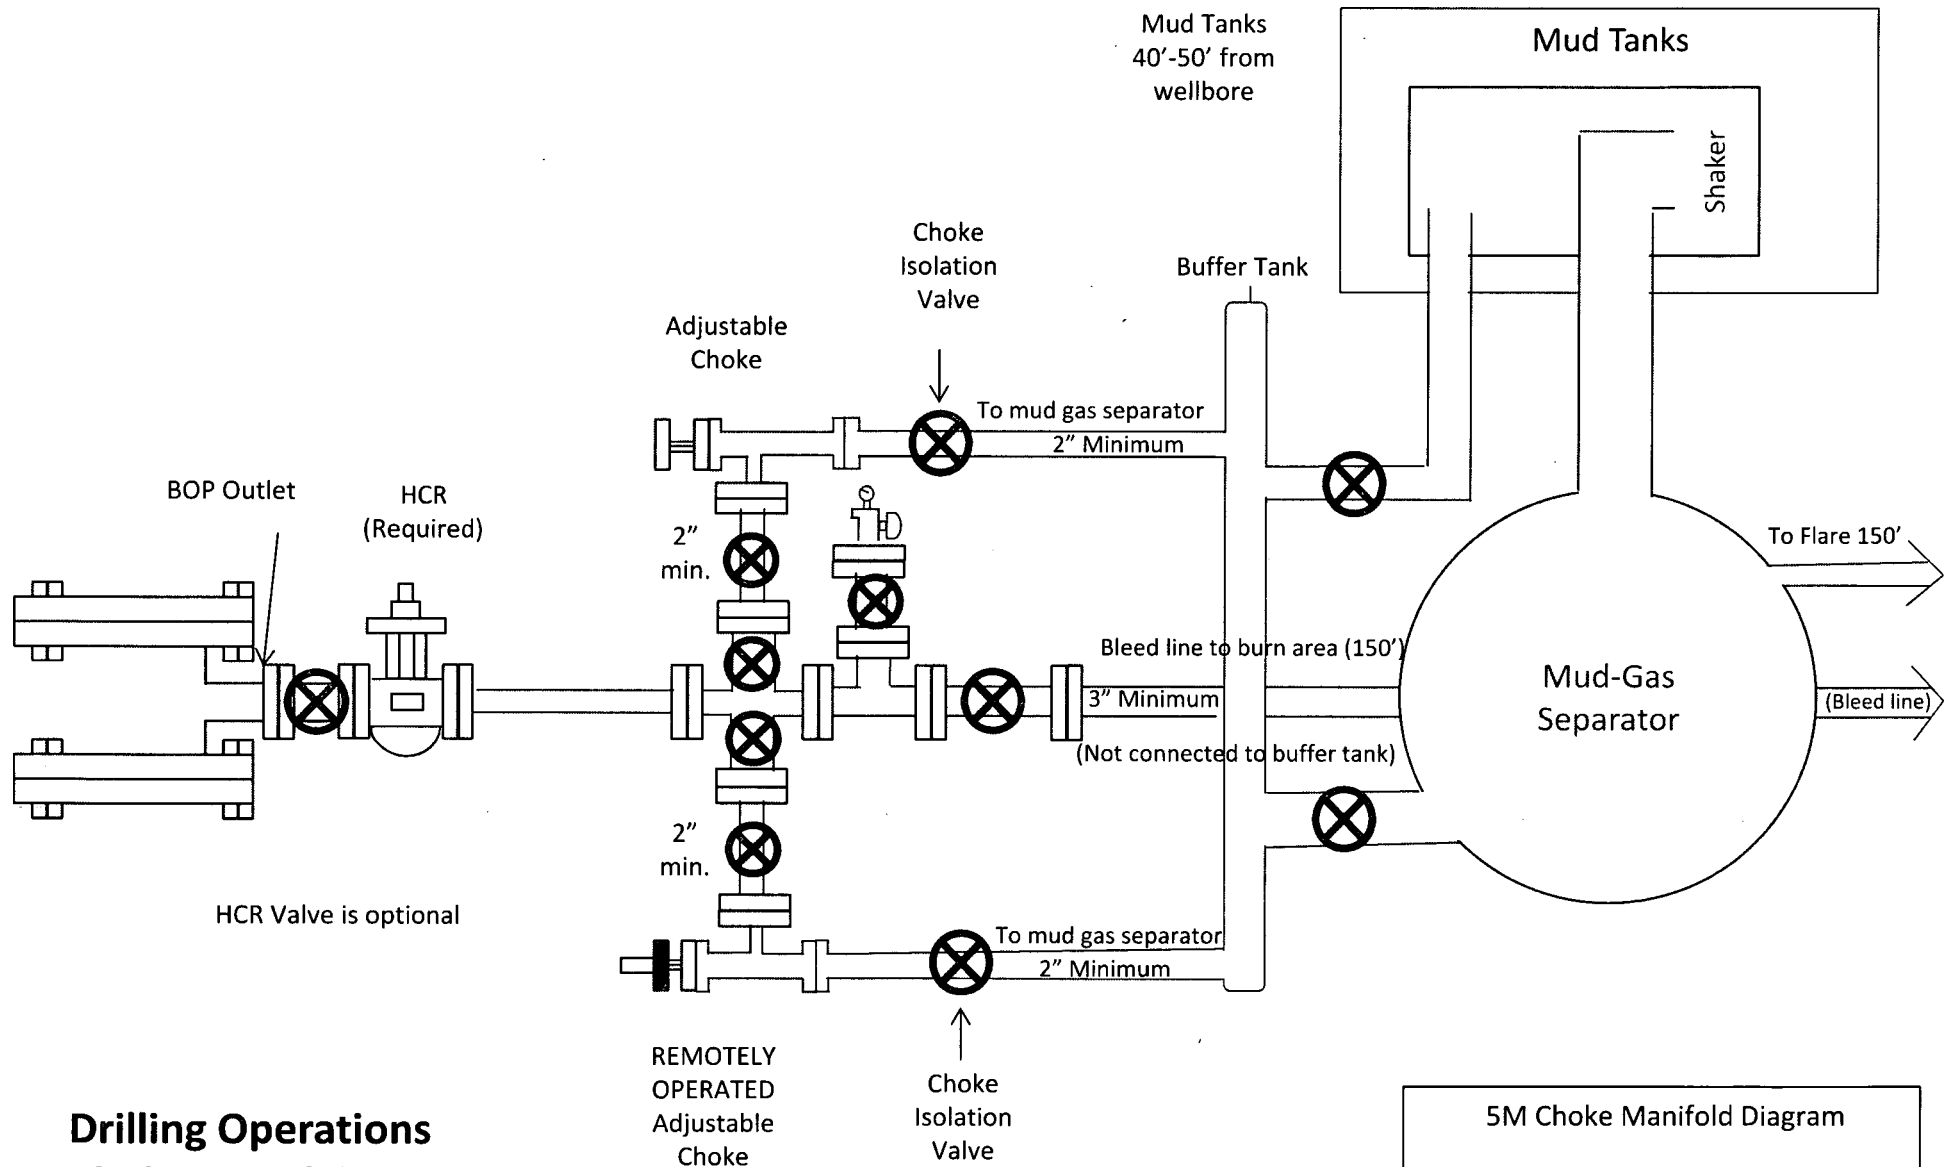 Mud Tanks
40’-50’ from
wellbore
Mud Tanks
Shaker
Choke
Isolation
Valve
Buffer Tank
Adjustable
Choke
To mud gas separator
2” Minimum
BOP Outlet
HCR
(Required)
2”
min.
To Flare 150’
Bleed line to burn area (150’)
3” Minimum
Mud-Gas
Separator
(Bleed line)
(Not connected to buffer tank)
2”
min.
HCR Valve is optional
To mud gas separator
2” Minimum
REMOTELY
OPERATED
Adjustable
Choke
Choke
Isolation
Valve
Drilling Operations
5M Choke Manifold Diagram